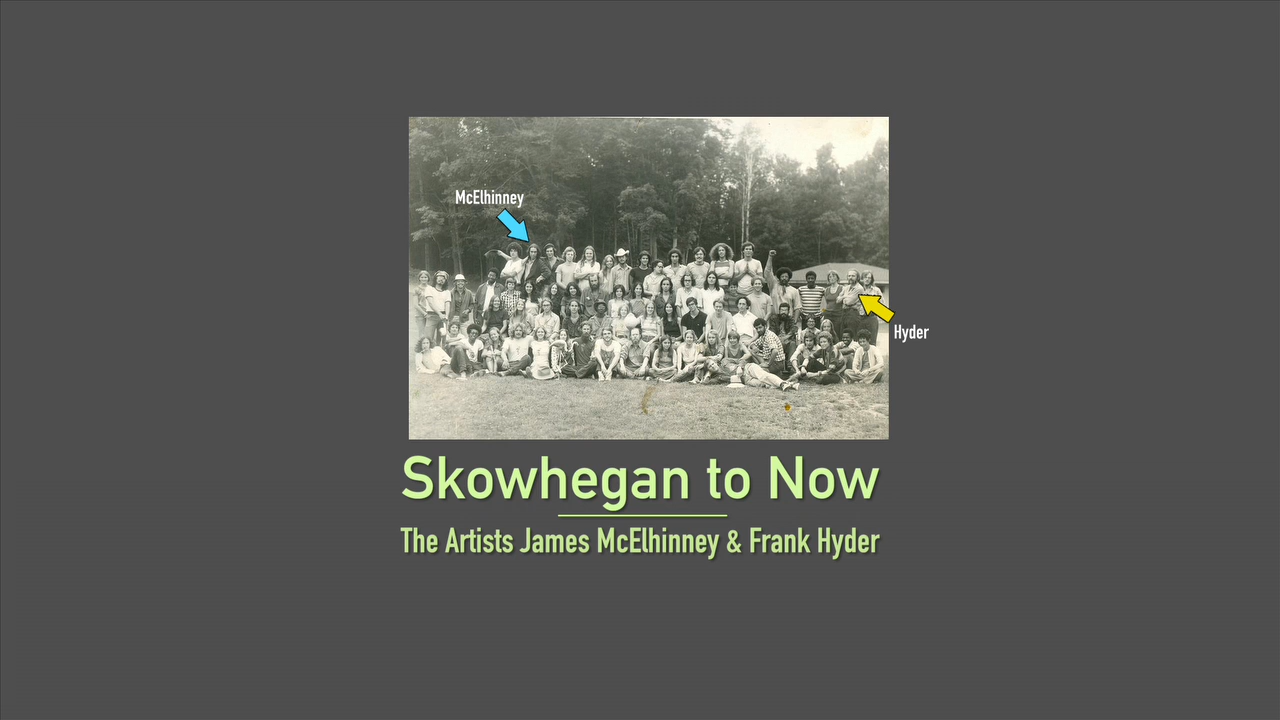 McElhinney
Hyder
Skowhegan to Now
The Artists James McElhinney & Frank Hyder